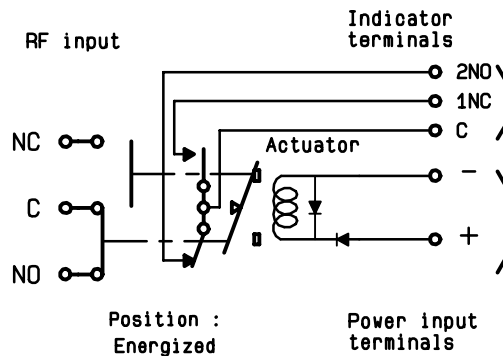 Indicator
terminals
RF input
2NO
1NC
C
NC
Actuator
C
-
+
NO
Position :
Energized
Power input
terminals